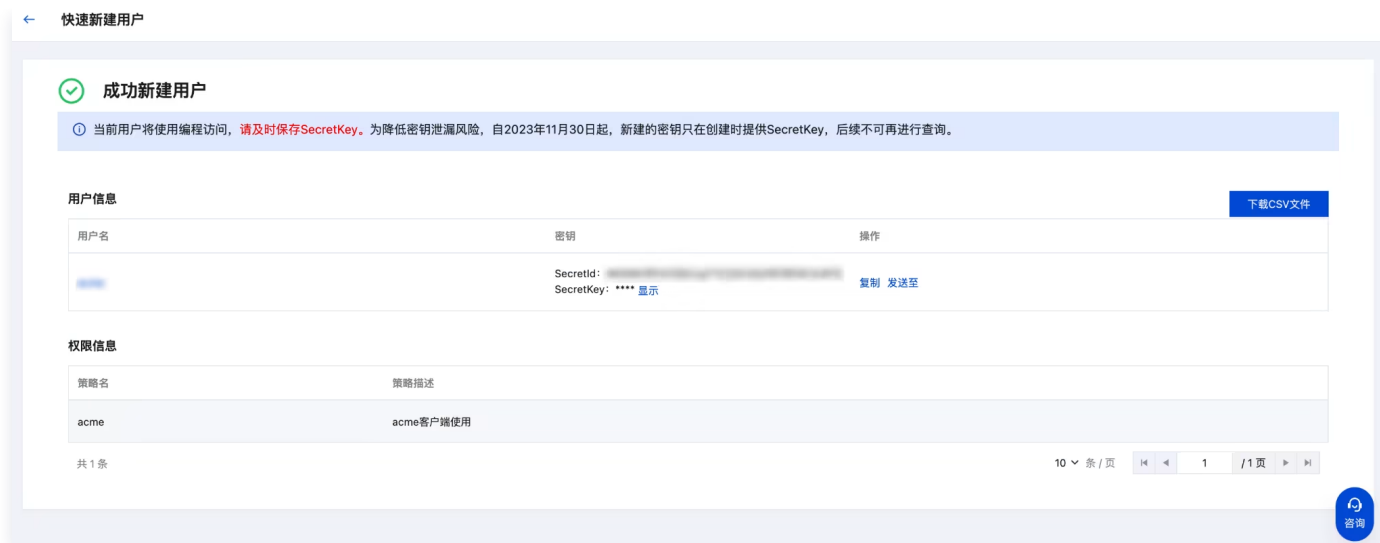 快速新建用户
成功新建用户
当前用户将使用编程访问，请及时保存SecretKey。为降低密钥泄漏风险，自2023年11月30日起，新建的密钥只在创建时提供SecretKey，后续不可再进行查询。
用户信息
下载CSV文件
用户名 密钥 操作
SecretId：
SecretKey：**** 显示
复制 发送至
权限信息
策略名 策略描述
acme acme客户端使用
共 1 条
10 条 / 页 1 / 1 页
咨询